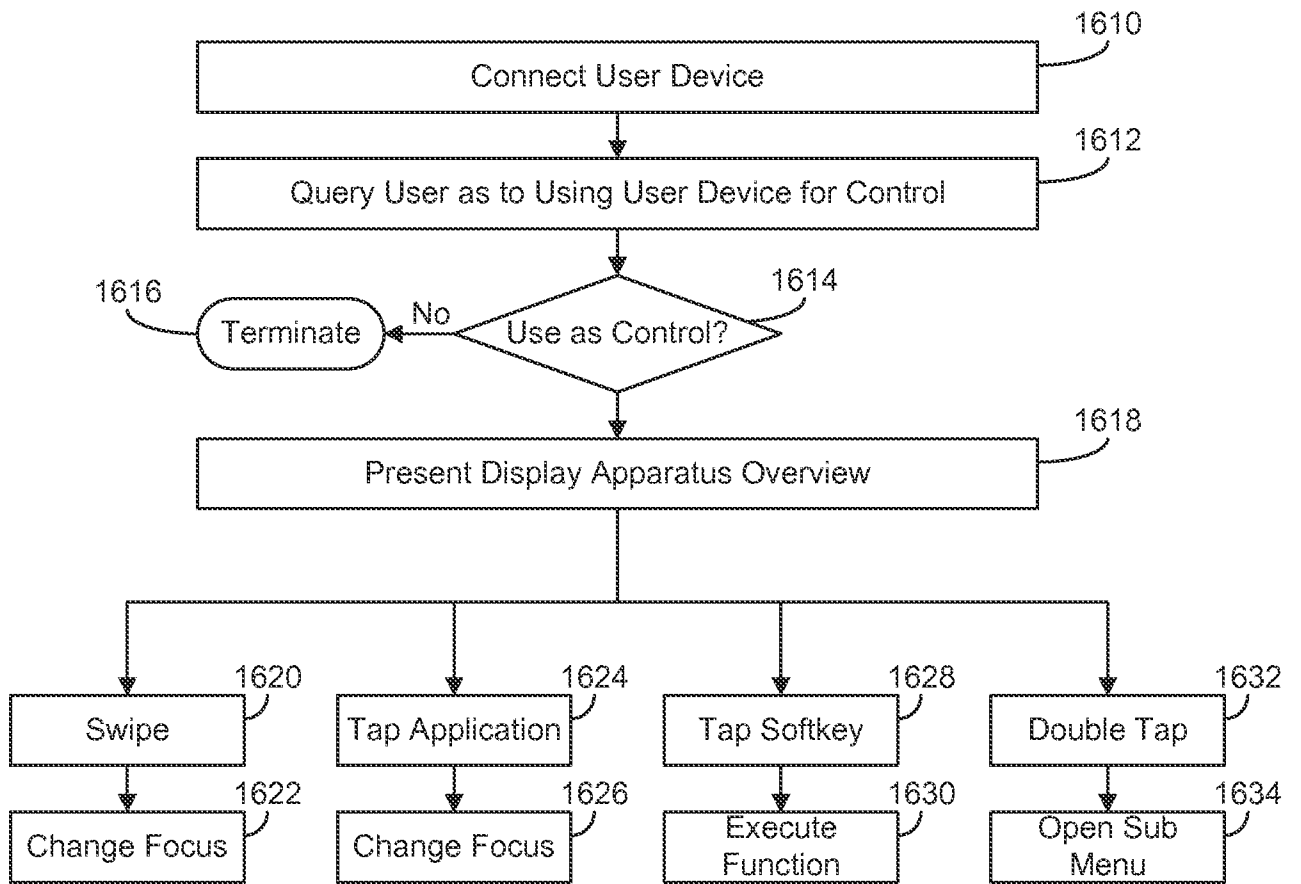 1610
Connect User Device
1612
Query User as to Using User Device for Control
1614
Use as Control?
No
1616
Terminate
1618
Present Display Apparatus Overview
1620
Swipe
1624
Tap Application
1628
Tap Softkey
1632
Double Tap
1622
Change Focus
1626
Change Focus
1630
Execute
Function
1634
Open Sub
Menu